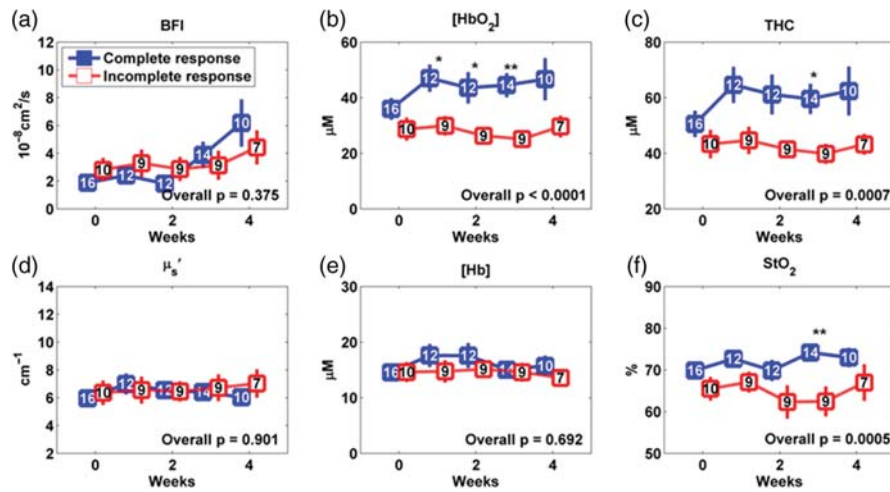 (a) BFI
12
10
8
6
4
2
0
10⁻⁸cm²/s
Complete response
Incomplete response
16 12 12 14 10
10 9 9 9 7
Overall p = 0.375
0 2 4
Weeks
(b) [HbO₂]
60
40
20
0
μM
* * **
16 12 12 14 10
10 9 9 9 7
Overall p < 0.0001
0 2 4
Weeks
(c) THC
80
60
40
20
μM
*
16 12 12 14 10
10 9 9 9 7
Overall p = 0.0007
0 2 4
Weeks
(d) μₛ′
14
12
10
8
6
4
2
cm⁻¹
16 12 12 14 10
10 9 9 9 7
Overall p = 0.901
0 2 4
Weeks
(e) [Hb]
30
20
10
0
μM
16 12 12 14 10
10 9 9 9 7
Overall p = 0.692
0 2 4
Weeks
(f) StO₂
90
80
70
60
50
%
**
16 12 12 14 10
10 9 9 9 7
Overall p = 0.0005
0 2 4
Weeks